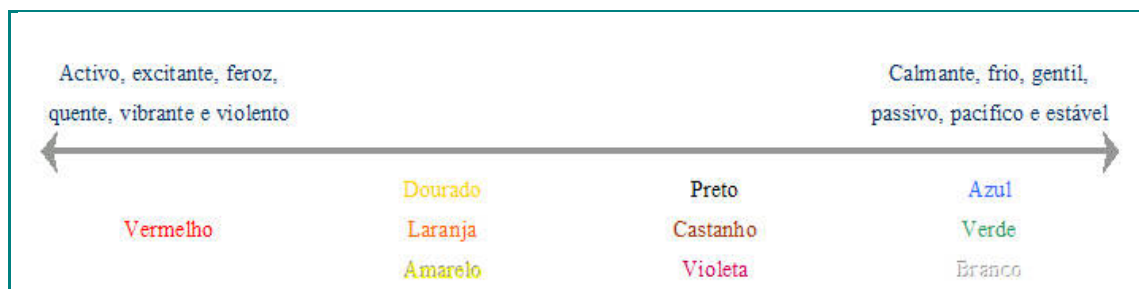 Activo, excitante, feroz,
quente, vibrante e violento
Calmante, frio, gentil,
passivo, pacífico e estável
Dourado Preto Azul
Vermelho Laranja Castanho Verde
Amarelo Violeta Branco